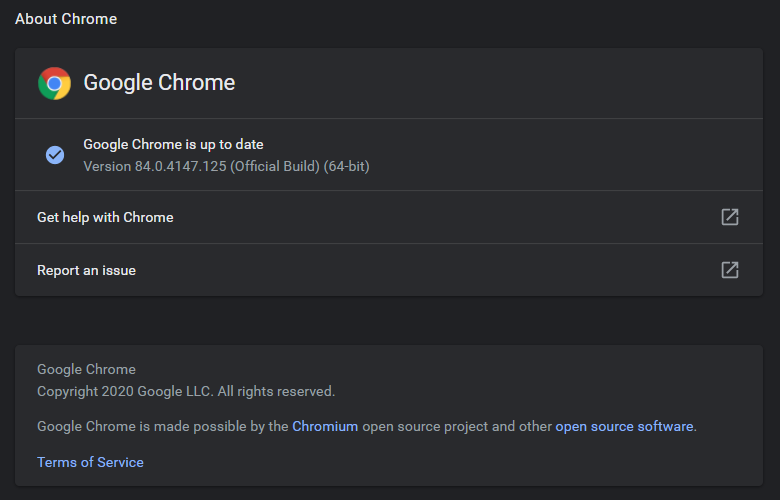 About Chrome
Google Chrome
Google Chrome is up to date
Version 84.0.4147.125 (Official Build) (64-bit)
Get help with Chrome
Report an issue
Google Chrome
Copyright 2020 Google LLC. All rights reserved.
Google Chrome is made possible by the Chromium open source project and other open source software.
Terms of Service